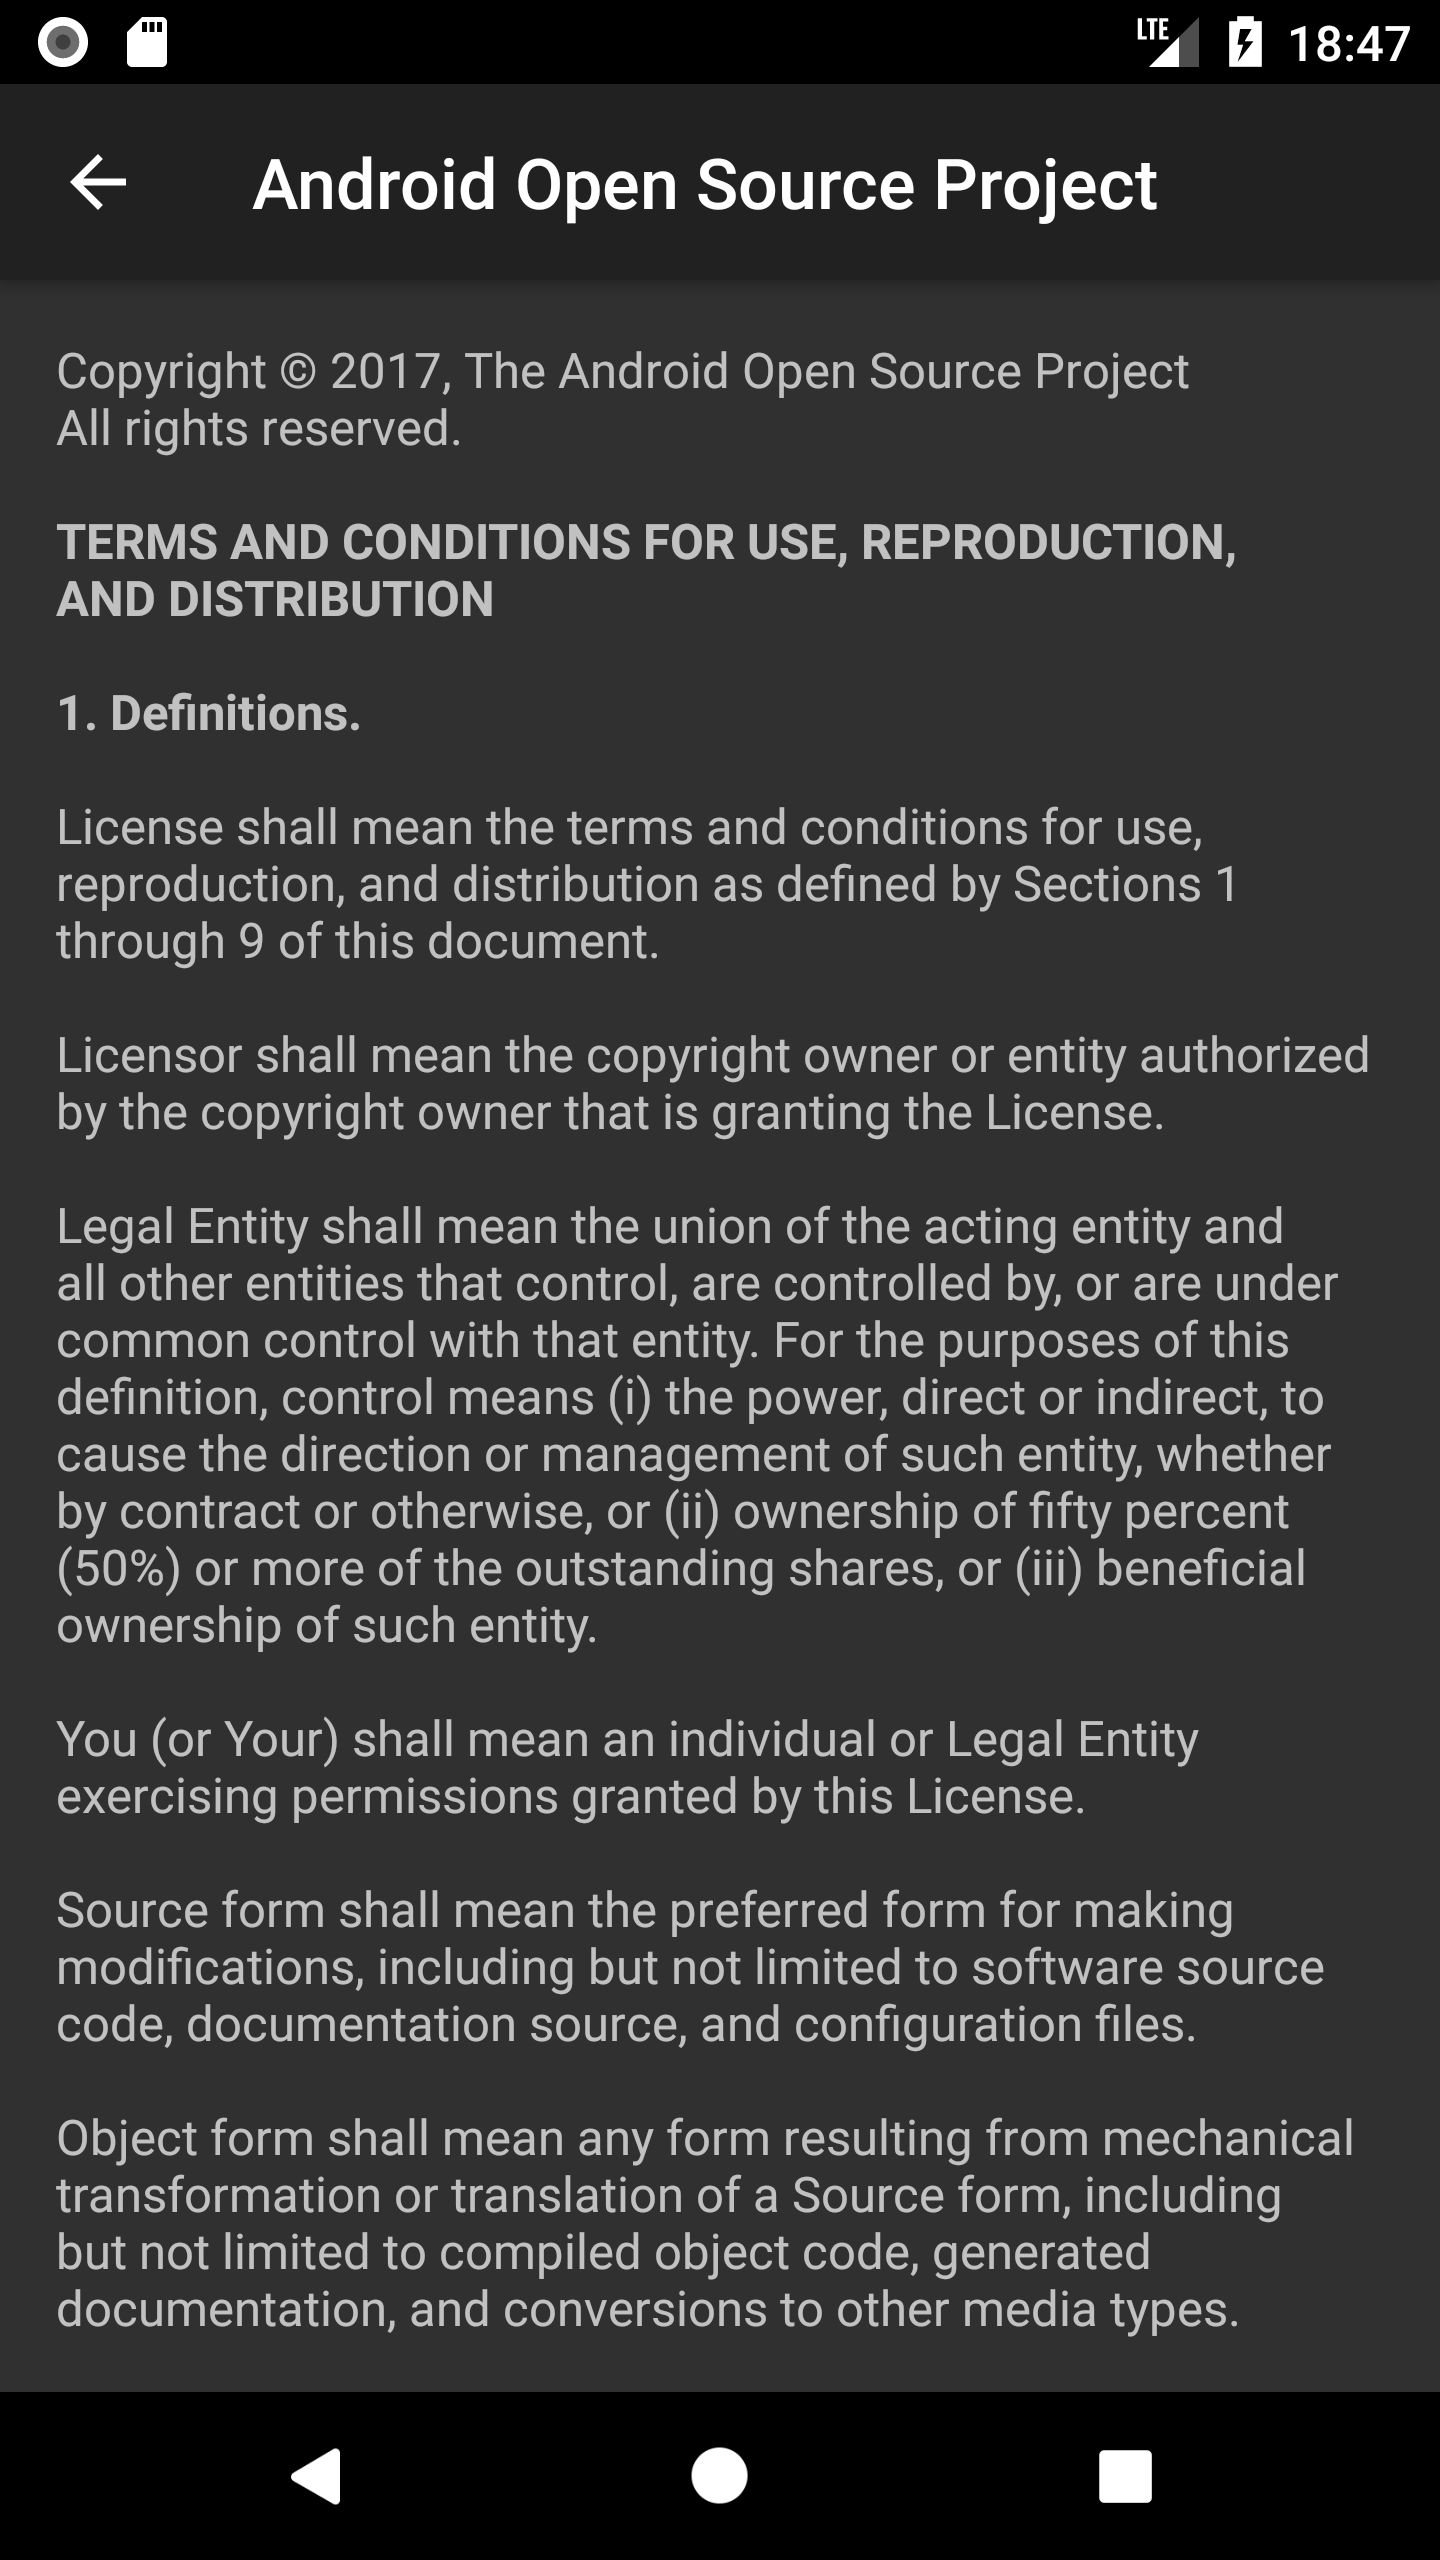 LTE 18:47
Android Open Source Project
Copyright © 2017, The Android Open Source Project
All rights reserved.
TERMS AND CONDITIONS FOR USE, REPRODUCTION,
AND DISTRIBUTION
1. Definitions.
License shall mean the terms and conditions for use,
reproduction, and distribution as defined by Sections 1
through 9 of this document.
Licensor shall mean the copyright owner or entity authorized
by the copyright owner that is granting the License.
Legal Entity shall mean the union of the acting entity and
all other entities that control, are controlled by, or are under
common control with that entity. For the purposes of this
definition, control means (i) the power, direct or indirect, to
cause the direction or management of such entity, whether
by contract or otherwise, or (ii) ownership of fifty percent
(50%) or more of the outstanding shares, or (iii) beneficial
ownership of such entity.
You (or Your) shall mean an individual or Legal Entity
exercising permissions granted by this License.
Source form shall mean the preferred form for making
modifications, including but not limited to software source
code, documentation source, and configuration files.
Object form shall mean any form resulting from mechanical
transformation or translation of a Source form, including
but not limited to compiled object code, generated
documentation, and conversions to other media types.